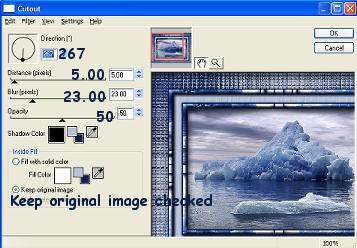 Cutout
Edit Filter View Settings Help
Direction (°)
267
OK
Cancel
Distance (pixels)
5.00 5.00
Blur (pixels)
23.00 23.00
Opacity
50 50
Shadow Color
Inside Fill
Fill with solid color
Fill Color
Keep original image
Keep original image checked
100%